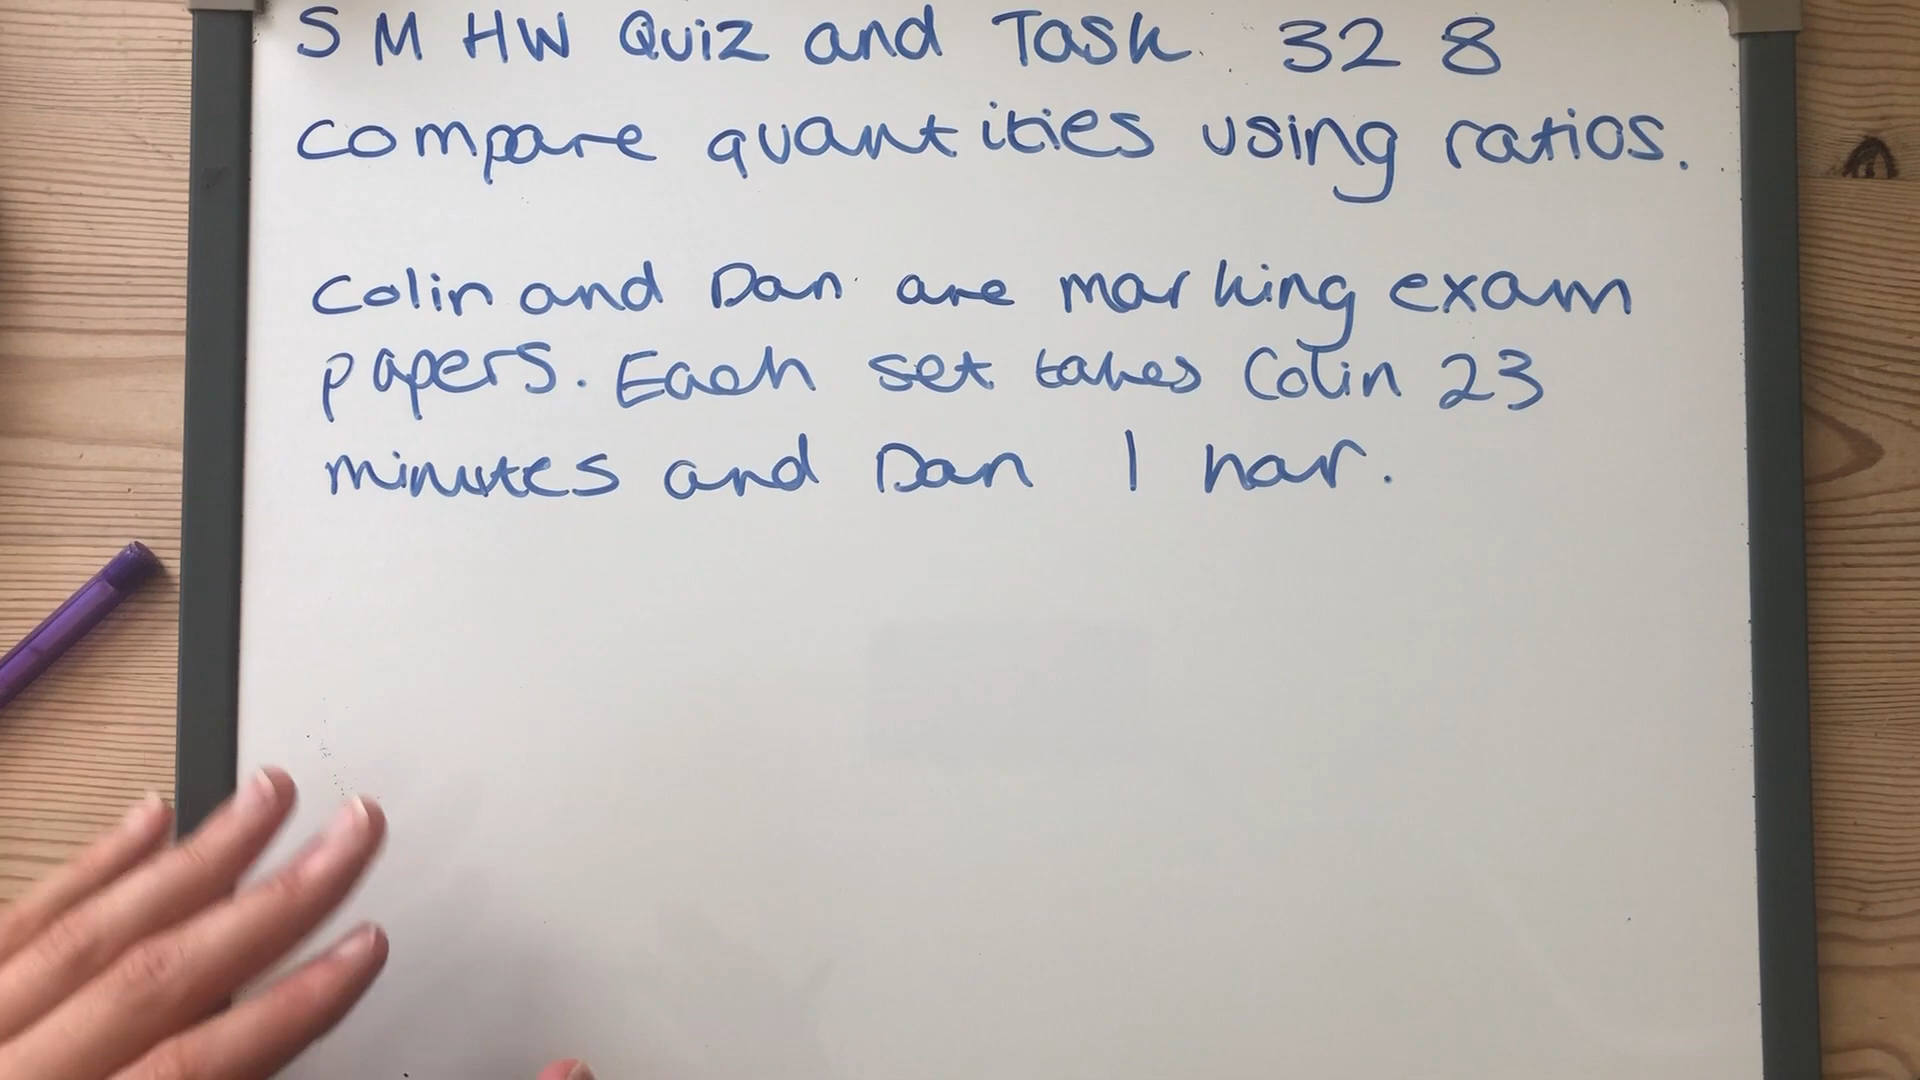 S M HW Quiz and Task. 32 8
compare quantities using ratios.
Colin and Dan are marking exam
papers. Each set takes Colin 23
minutes and Dan 1 hour.